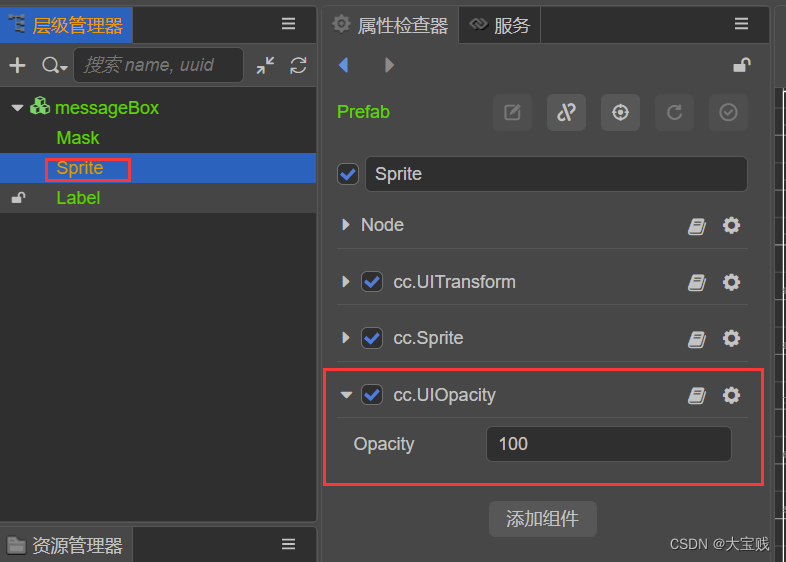 层级管理器
搜索 name, uuid
messageBox
Mask
Sprite
Label
资源管理器
属性检查器
服务
Prefab
Sprite
Node
cc.UITransform
cc.Sprite
cc.UIOpacity
Opacity 100
添加组件
CSDN @大宝贱